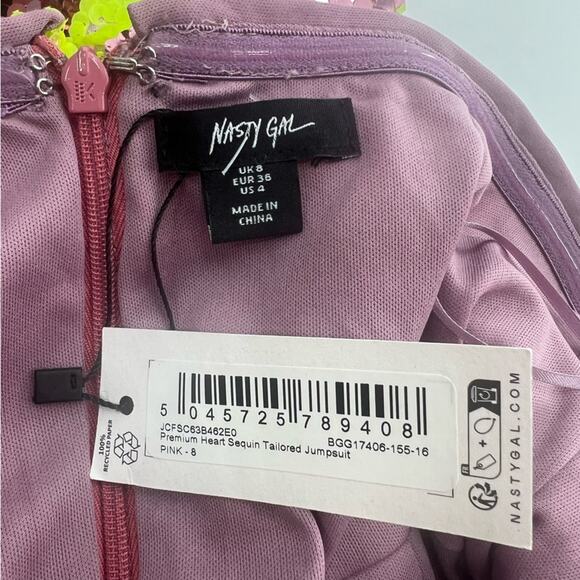 K
NASTY GAL
UK 8
EUR 36
US 4
MADE IN
CHINA
5 045725 789408
JCFSC63B462E0 BGG17406-155-16
Premium Heart Sequin Tailored Jumpsuit
PINK - 8
100%
RECYCLED PAPER
FR
NASTYGAL.COM